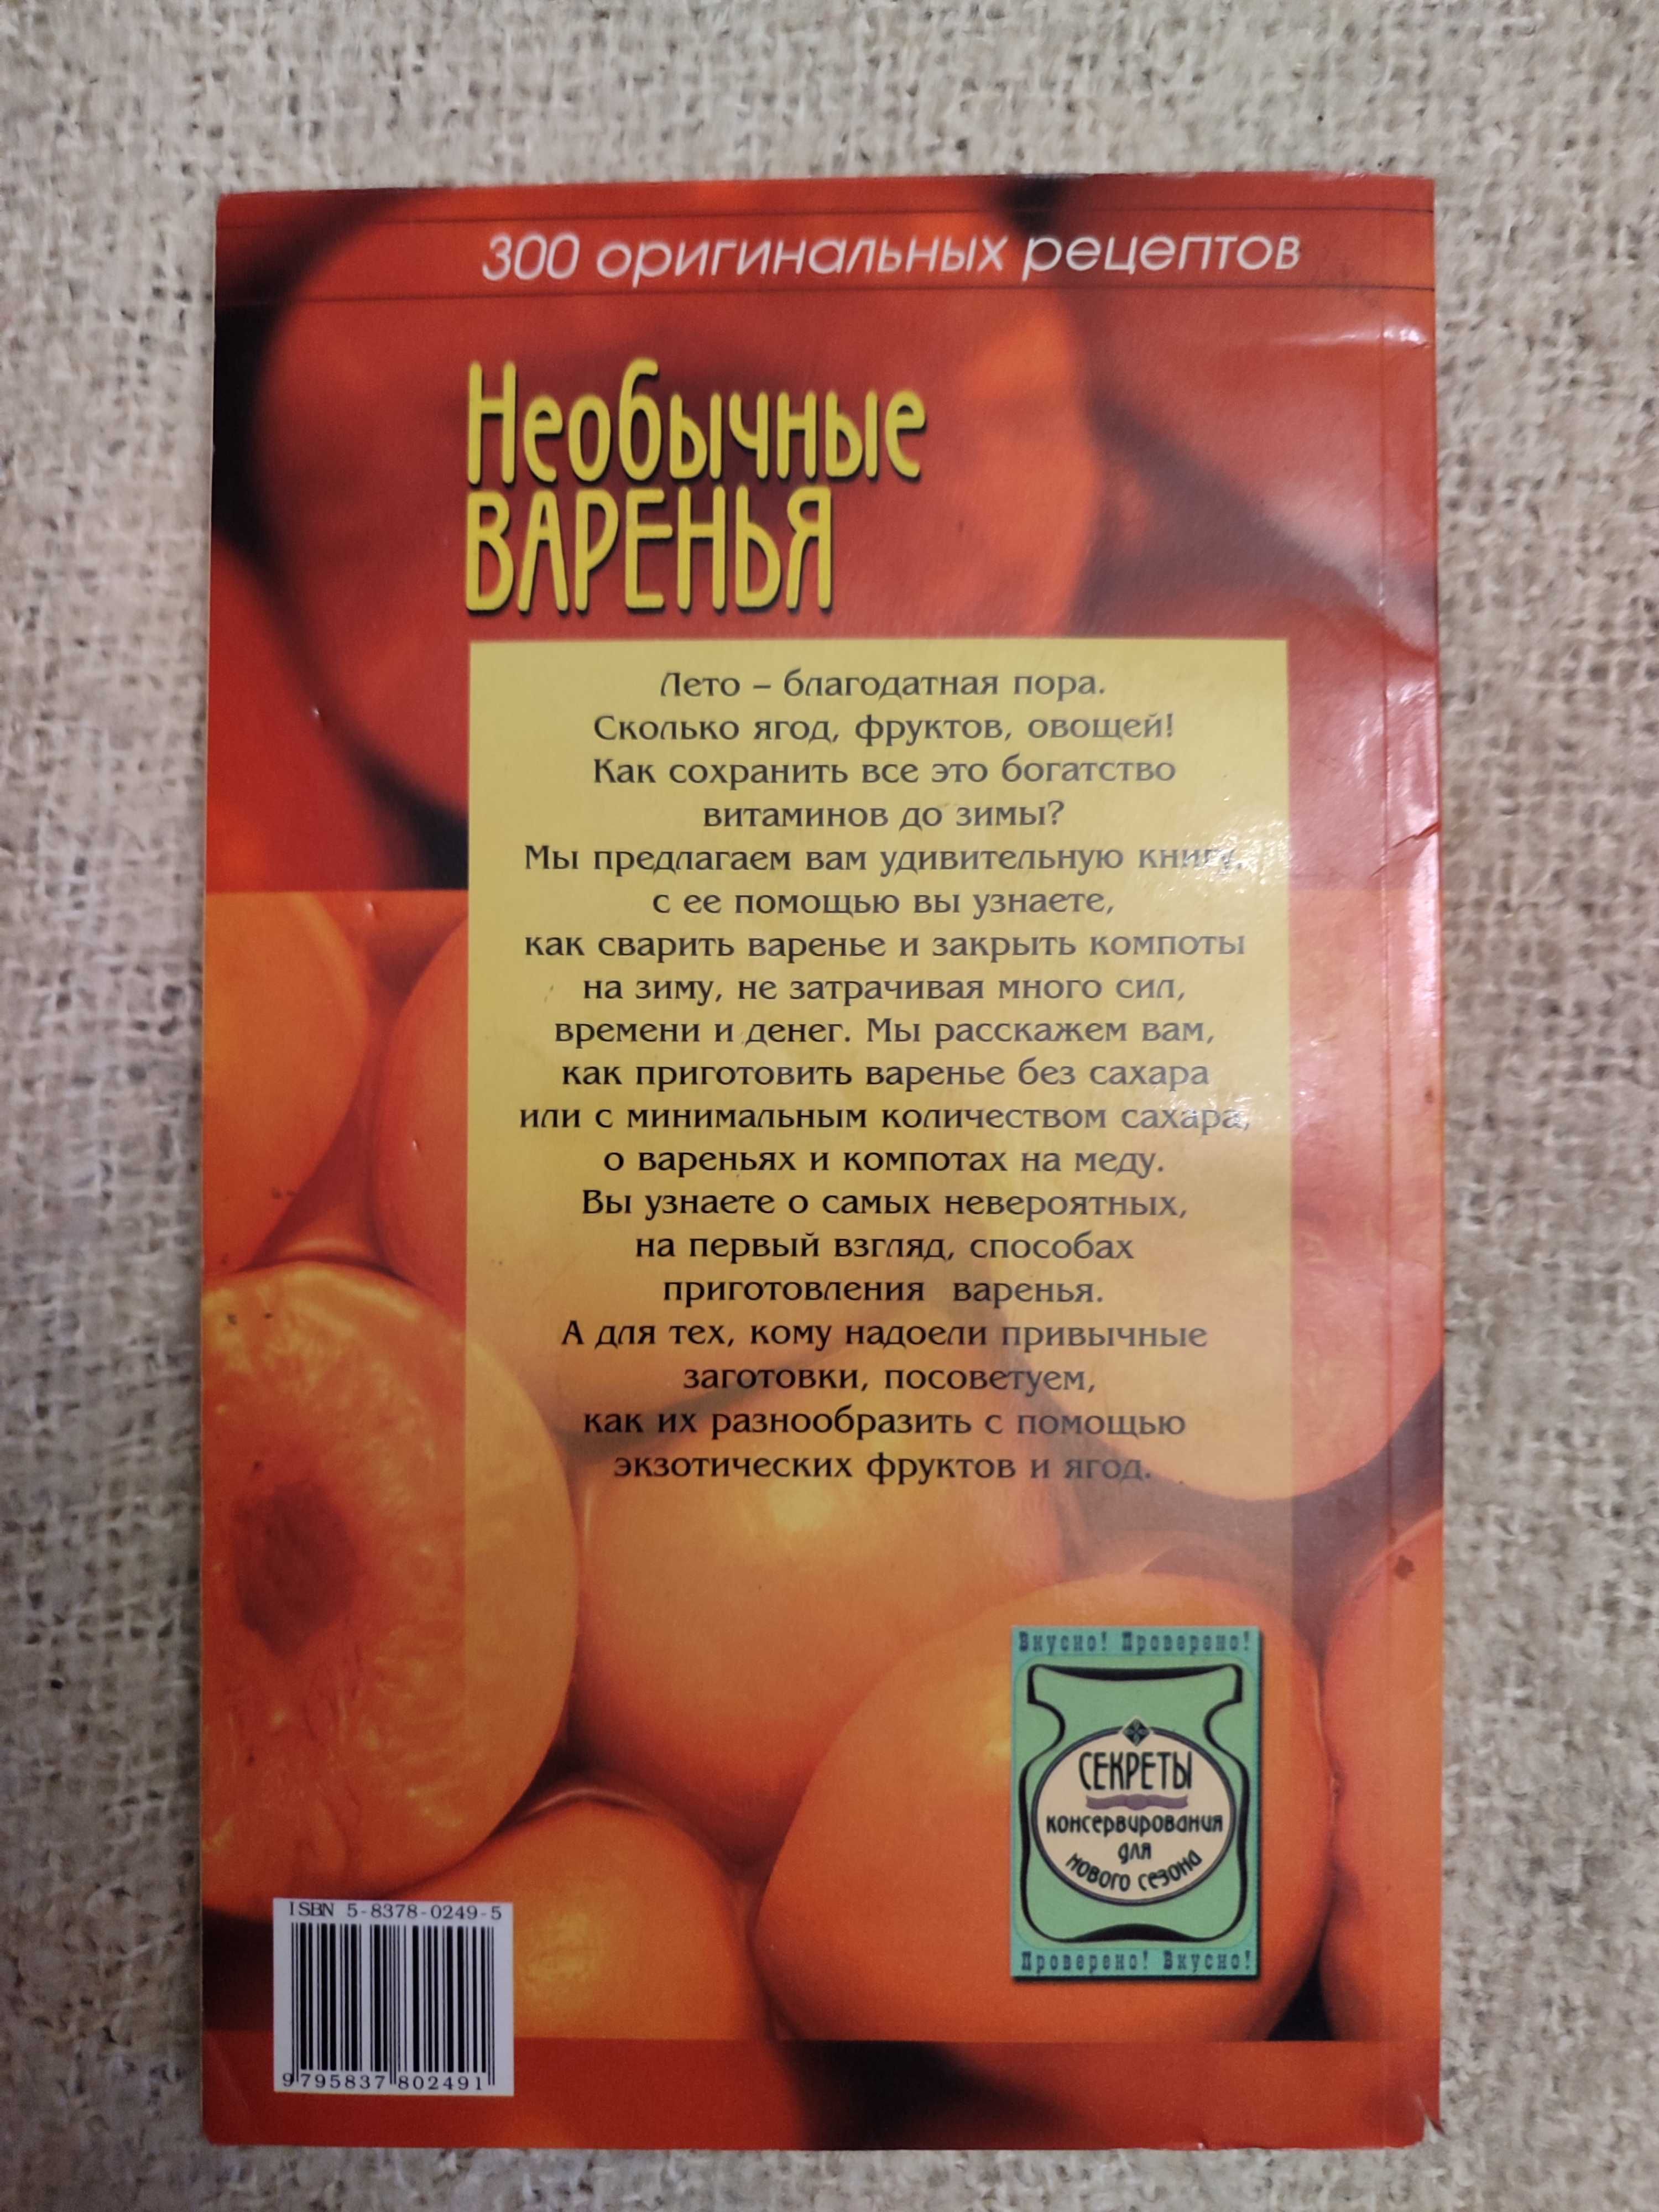 300 оригинальных рецептов
Необычные
ВАРЕНЬЯ
Лето – благодатная пора.
Сколько ягод, фруктов, овощей!
Как сохранить все это богатство
витаминов до зимы?
Мы предлагаем вам удивительную книгу,
с ее помощью вы узнаете,
как сварить варенье и закрыть компоты
на зиму, не затрачивая много сил,
времени и денег. Мы расскажем вам,
как приготовить варенье без сахара
или с минимальным количеством сахара,
о вареньях и компотах на меду.
Вы узнаете о самых невероятных,
на первый взгляд, способах
приготовления варенья.
А для тех, кому надоели привычные
заготовки, посоветуем,
как их разнообразить с помощью
экзотических фруктов и ягод.
Вкусно! Проверено!
СЕКРЕТЫ
консервирования
для
нового сезона
Проверено! Вкусно!
ISBN 5-8378-0249-5
9795837802491